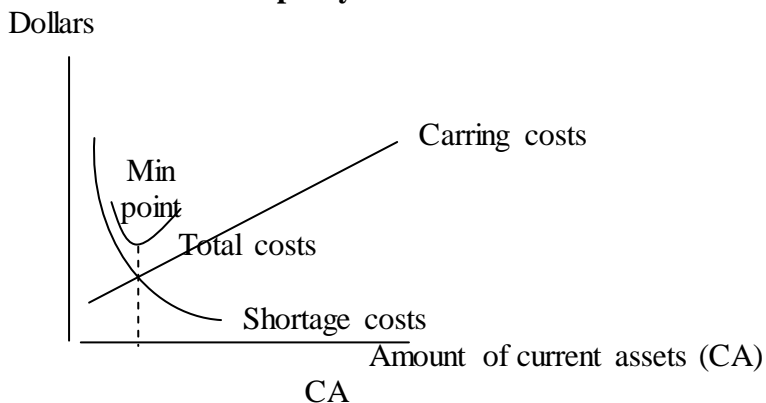 Dollars
Carring costs
Min
point
Total costs
Shortage costs
Amount of current assets (CA)
CA